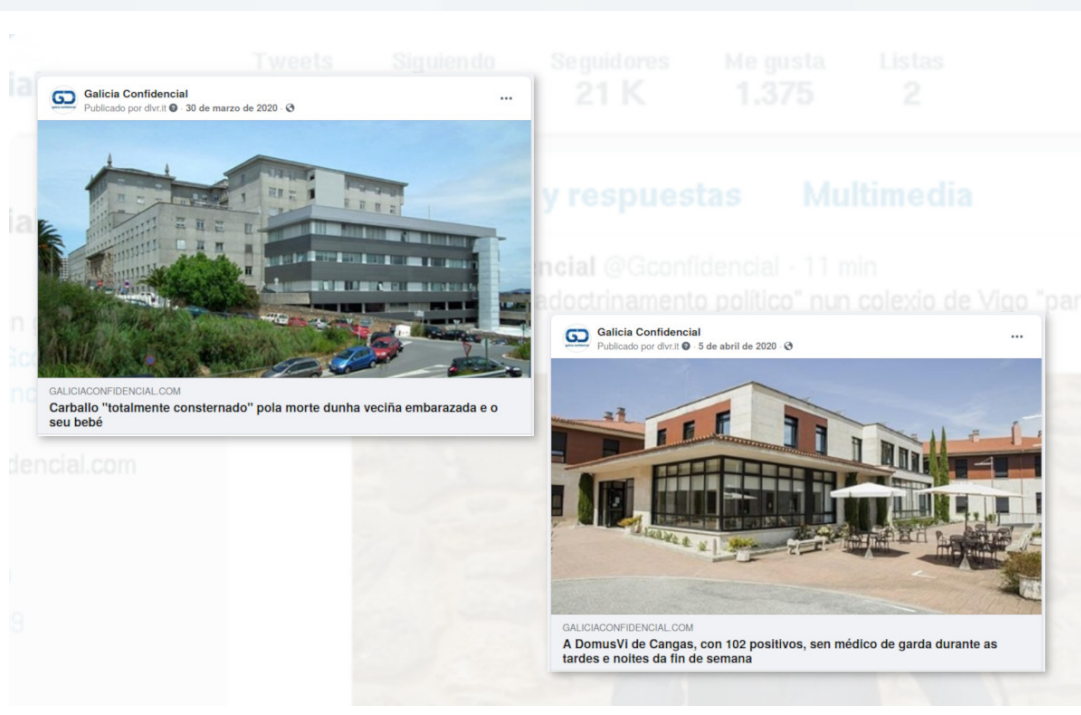 Tweets Siguiendo Seguidores Me gusta Listas
21 K 1.375 2
Galicia Confidencial
Publicado por dlvr.it · 30 de marzo de 2020 ·
GALICIACONFIDENCIAL.COM
Carballo "totalmente consternado" pola morte dunha veciña embarazada e o
seu bebé
y respuestas Multimedia
@Gconfidencial · 11 min
adoctrinamento político" nun colexio de Vigo "par
dencial.com
Galicia Confidencial
Publicado por dlvr.it · 5 de abril de 2020 ·
GALICIACONFIDENCIAL.COM
A DomusVi de Cangas, con 102 positivos, sen médico de garda durante as
tardes e noites da fin de semana